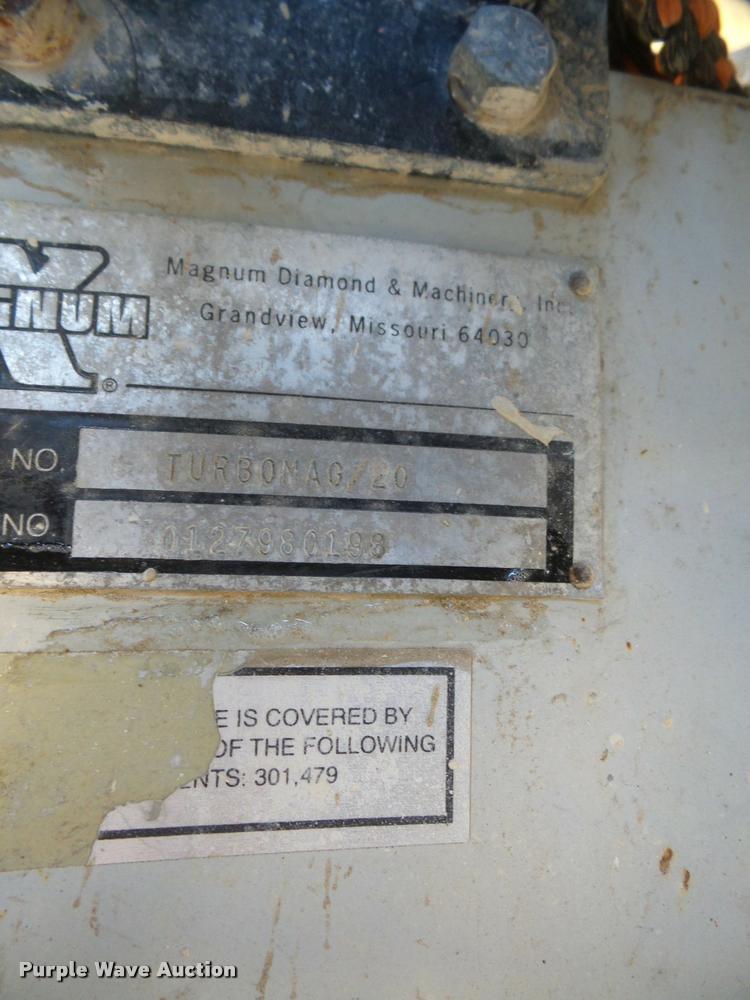 Magnum Diamond & Machinery, Inc.
Grandview, Missouri 64030
GNUM
®
NO. TURBOMAG/20
NO. 0127980198
E IS COVERED BY
OF THE FOLLOWING
ENTS: 301,479
Purple Wave Auction